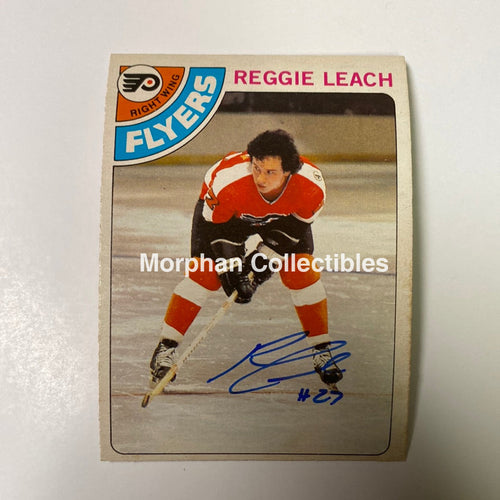 REGGIE LEACH
RIGHT WING
FLYERS
Morphan Collectibles
#27